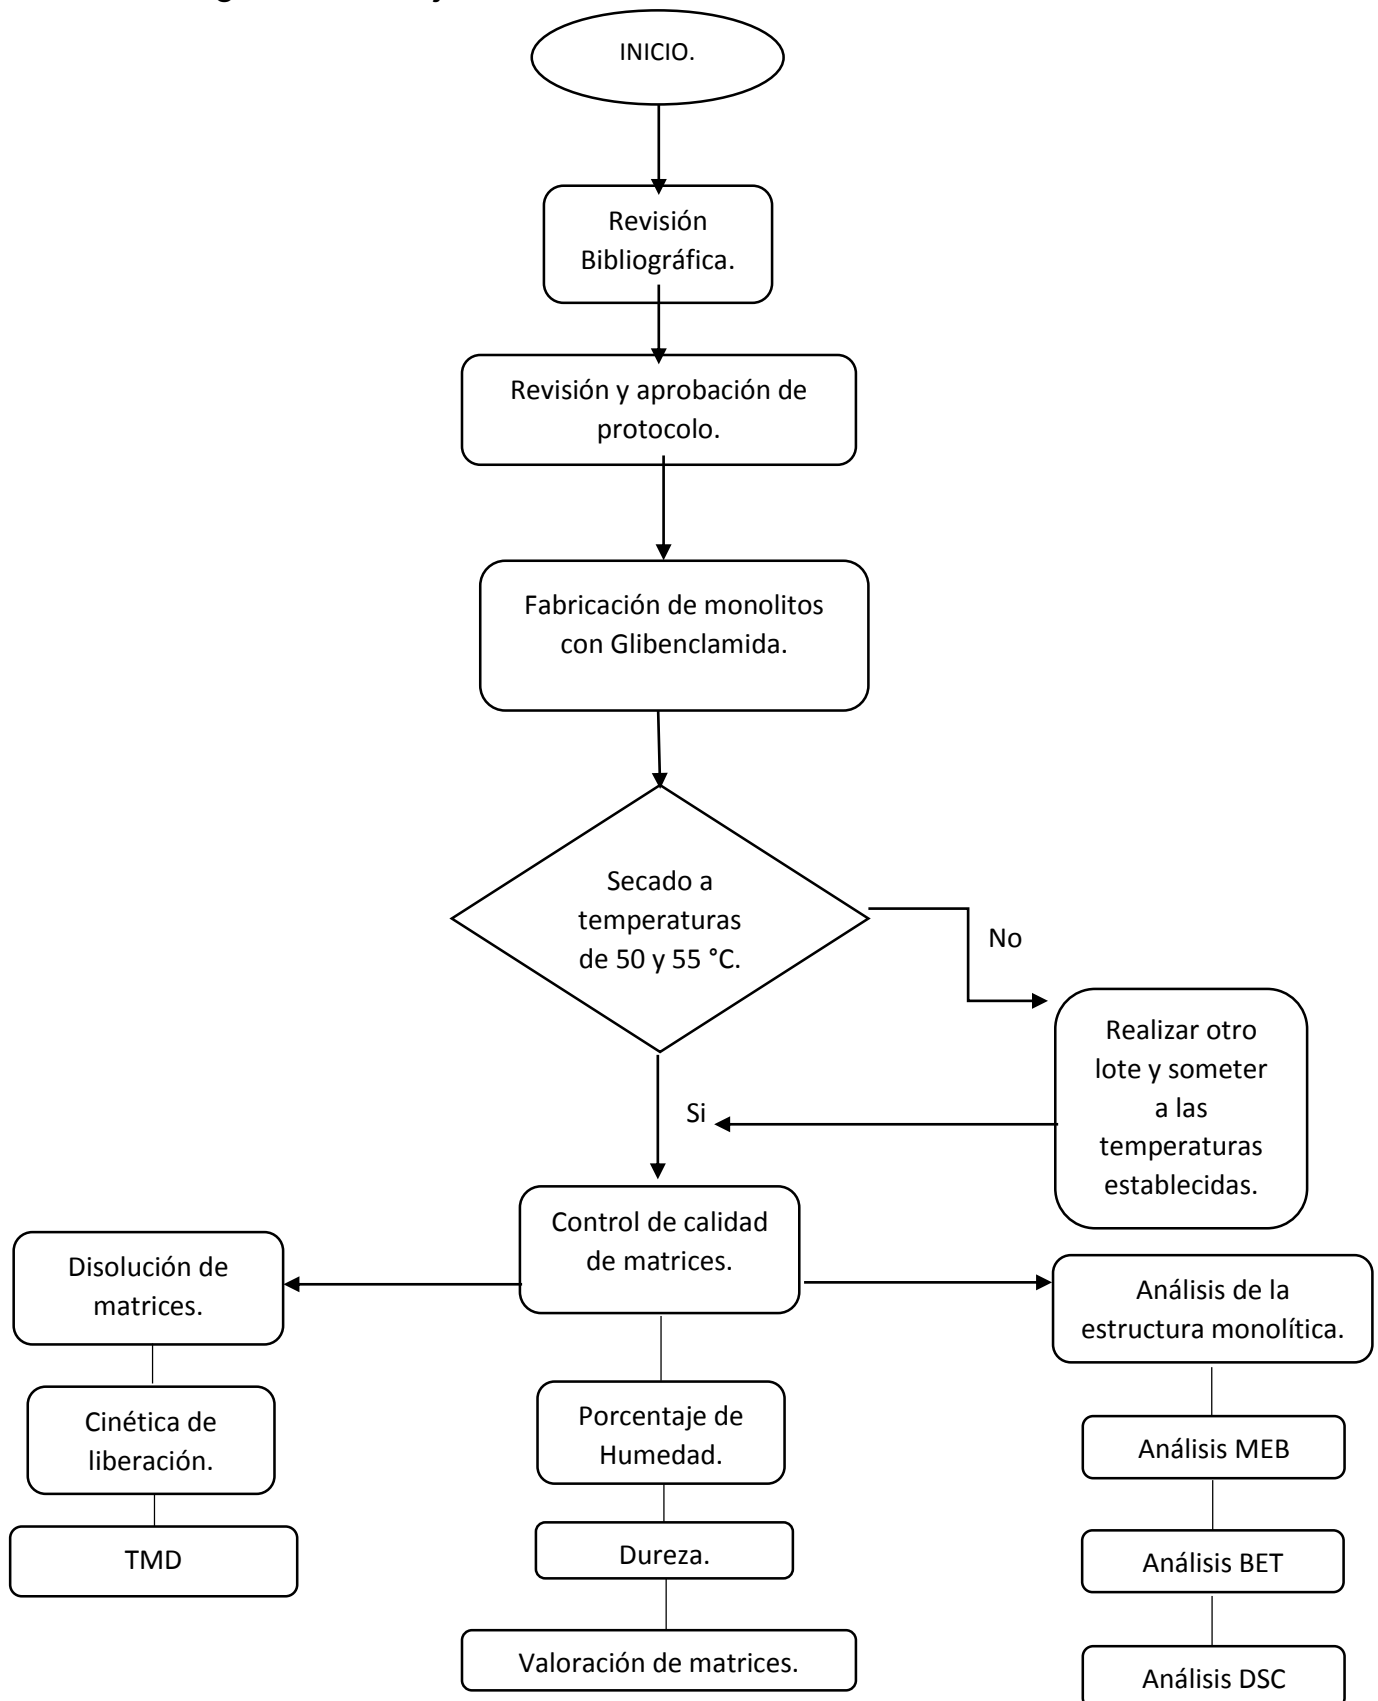 INICIO.
Revisión
Bibliográfica.
Revisión y aprobación de
protocolo.
Fabricación de monolitos
con Glibenclamida.
Secado a
temperaturas
de 50 y 55 °C.
No
Realizar otro
lote y someter
a las
temperaturas
establecidas.
Si
Control de calidad
de matrices.
Disolución de
matrices.
Cinética de
liberación.
TMD
Porcentaje de
Humedad.
Dureza.
Valoración de matrices.
Análisis de la
estructura monolítica.
Análisis MEB
Análisis BET
Análisis DSC